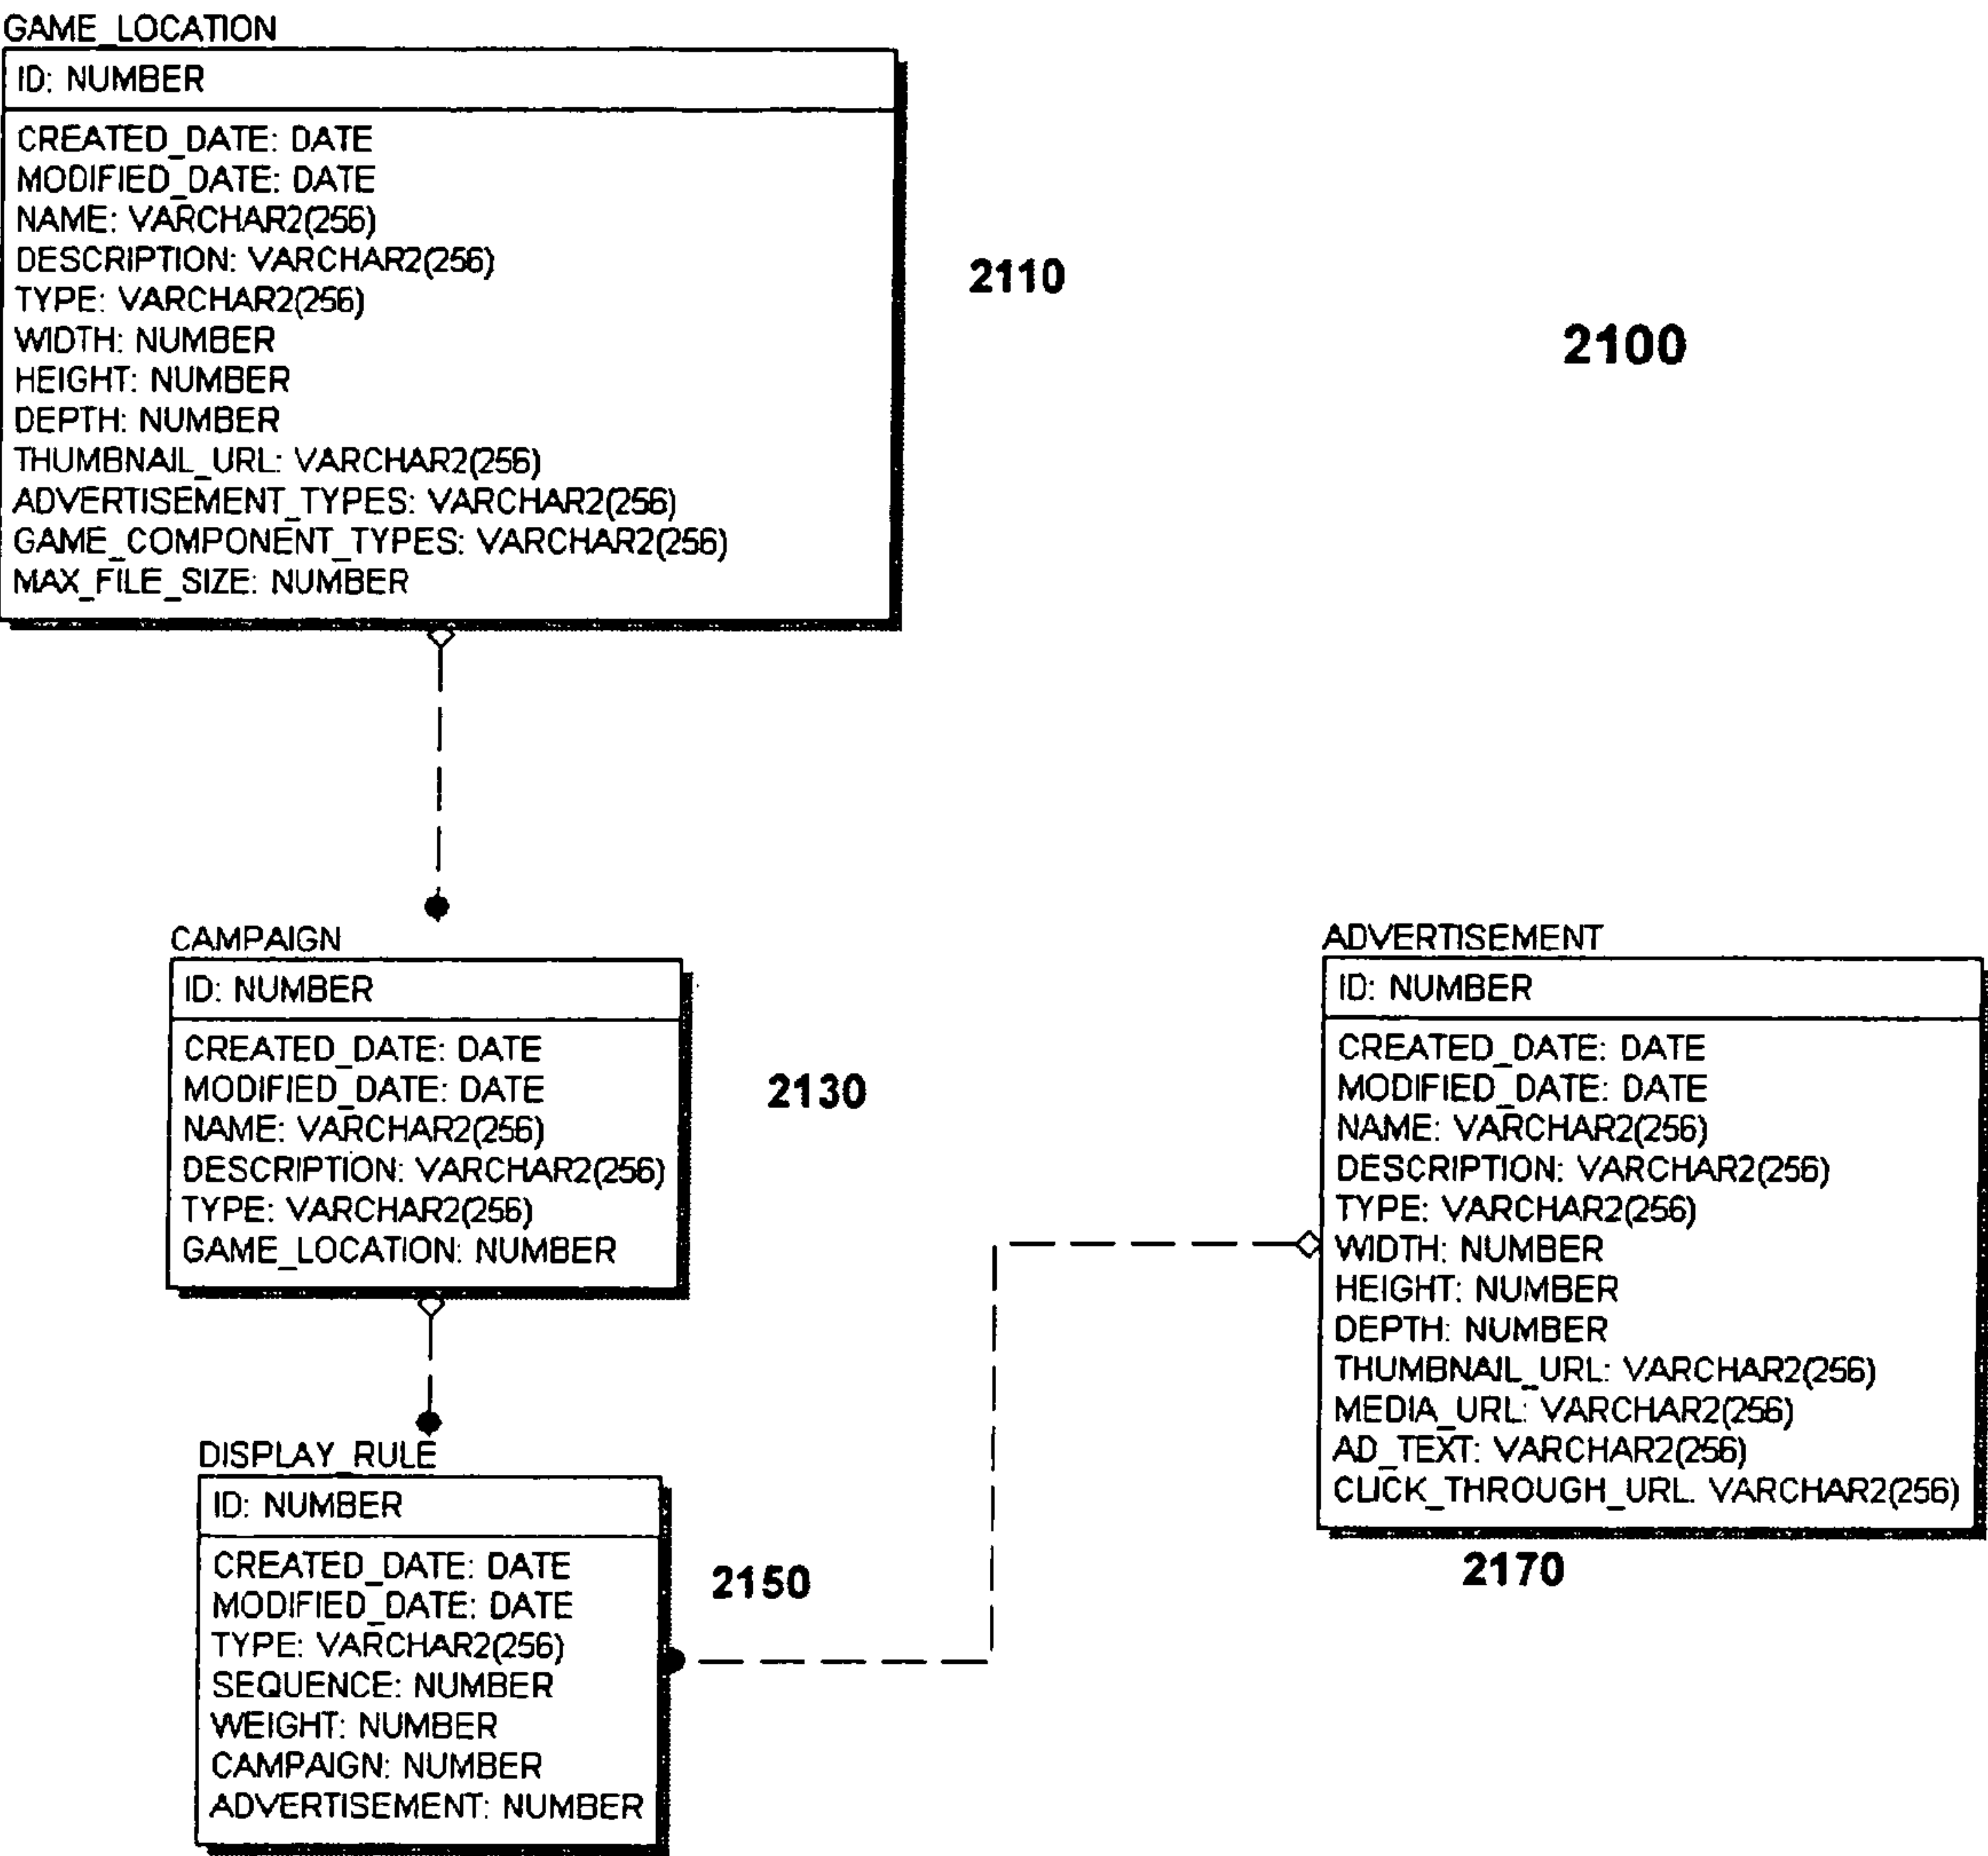 GAME_LOCATION
ID: NUMBER
CREATED_DATE: DATE
MODIFIED_DATE: DATE
NAME: VARCHAR2(256)
DESCRIPTION: VARCHAR2(256)
TYPE: VARCHAR2(256)
WIDTH: NUMBER
HEIGHT: NUMBER
DEPTH: NUMBER
THUMBNAIL_URL: VARCHAR2(256)
ADVERTISEMENT_TYPES: VARCHAR2(256)
GAME_COMPONENT_TYPES: VARCHAR2(256)
MAX_FILE_SIZE: NUMBER
2110
2100
CAMPAIGN
ID: NUMBER
CREATED_DATE: DATE
MODIFIED_DATE: DATE
NAME: VARCHAR2(256)
DESCRIPTION: VARCHAR2(256)
TYPE: VARCHAR2(256)
GAME_LOCATION: NUMBER
2130
ADVERTISEMENT
ID: NUMBER
CREATED_DATE: DATE
MODIFIED_DATE: DATE
NAME: VARCHAR2(256)
DESCRIPTION: VARCHAR2(256)
TYPE: VARCHAR2(256)
WIDTH: NUMBER
HEIGHT: NUMBER
DEPTH: NUMBER
THUMBNAIL_URL: VARCHAR2(256)
MEDIA_URL: VARCHAR2(256)
AD_TEXT: VARCHAR2(256)
CLICK_THROUGH_URL. VARCHAR2(256)
2170
DISPLAY_RULE
ID: NUMBER
CREATED_DATE: DATE
MODIFIED_DATE: DATE
TYPE: VARCHAR2(256)
SEQUENCE: NUMBER
WEIGHT: NUMBER
CAMPAIGN: NUMBER
ADVERTISEMENT: NUMBER
2150